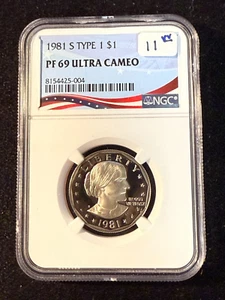 1981 S TYPE 1 $1
PF 69 ULTRA CAMEO
8154425-004
11
NGC
LIBERTY
1981